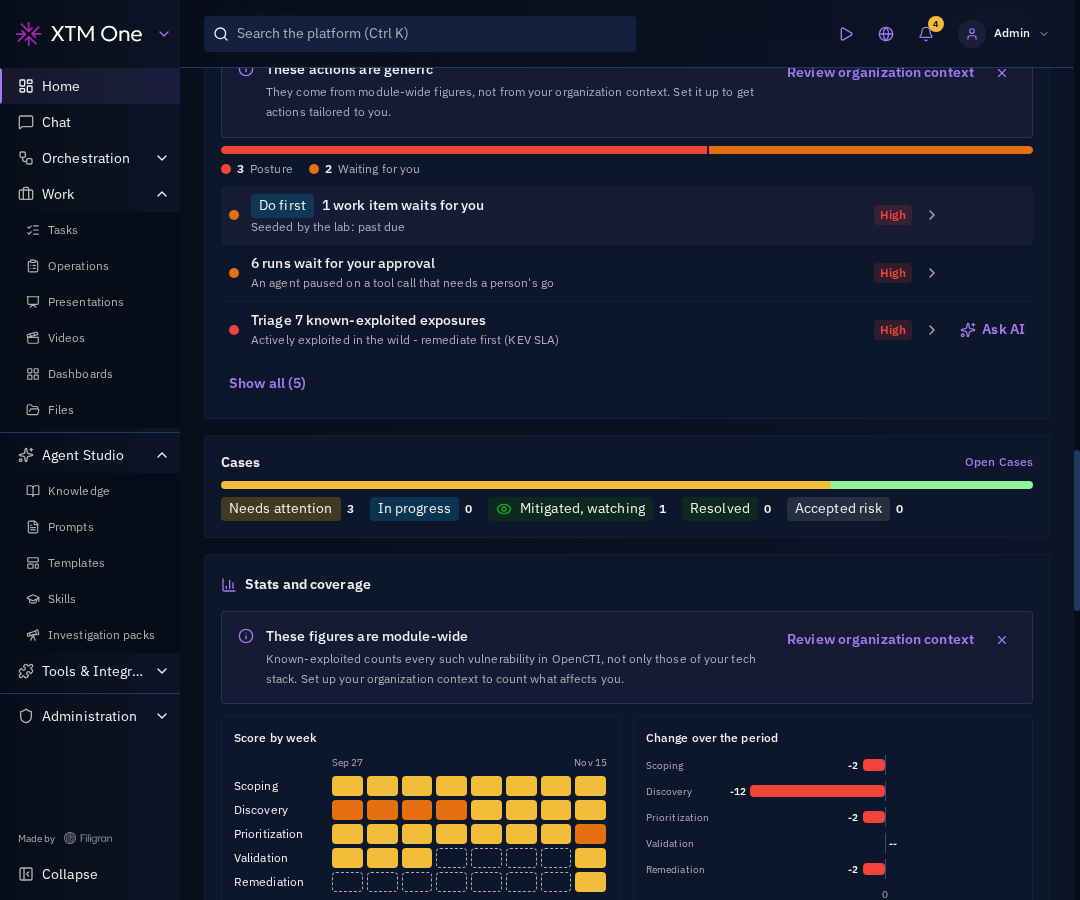 XTM One
Search the platform (Ctrl K)
4
Admin
Home
Chat
Orchestration
Work
Tasks
Operations
Presentations
Videos
Dashboards
Files
Agent Studio
Knowledge
Prompts
Templates
Skills
Investigation packs
Tools & Integr...
Administration
Made by Filigran
Collapse
These actions are generic
They come from module-wide figures, not from your organization context. Set it up to get
actions tailored to you.
Review organization context
3 Posture
2 Waiting for you
Do first 1 work item waits for you
Seeded by the lab: past due
High
6 runs wait for your approval
An agent paused on a tool call that needs a person's go
High
Triage 7 known-exploited exposures
Actively exploited in the wild - remediate first (KEV SLA)
High
Ask AI
Show all (5)
Cases
Open Cases
Needs attention 3
In progress 0
Mitigated, watching 1
Resolved 0
Accepted risk 0
Stats and coverage
These figures are module-wide
Known-exploited counts every such vulnerability in OpenCTI, not only those of your tech
stack. Set up your organization context to count what affects you.
Review organization context
Score by week
Sep 27
Nov 15
Scoping
Discovery
Prioritization
Validation
Remediation
Change over the period
Scoping -2
Discovery -12
Prioritization -2
Validation --
Remediation -2
0